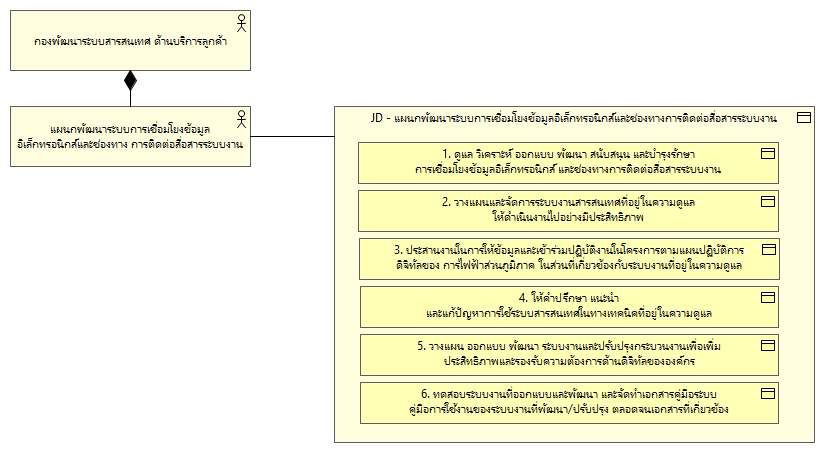 กองพัฒนาระบบสารสนเทศ ด้านบริการลูกค้า
แผนกพัฒนาระบบการเชื่อมโยงข้อมูล
อิเล็กทรอนิกส์และช่องทาง การติดต่อสื่อสารระบบงาน
JD - แผนกพัฒนาระบบการเชื่อมโยงข้อมูลอิเล็กทรอนิกส์และช่องทางการติดต่อสื่อสารระบบงาน
1. ดูแล วิเคราะห์ ออกแบบ พัฒนา สนับสนุน และบำรุงรักษา
การเชื่อมโยงข้อมูลอิเล็กทรอนิกส์ และช่องทางการติดต่อสื่อสารระบบงาน
2. วางแผนและจัดการระบบงานสารสนเทศที่อยู่ในความดูแล
ให้ดำเนินงานไปอย่างมีประสิทธิภาพ
3. ประสานงานในการให้ข้อมูลและเข้าร่วมปฏิบัติงานในโครงการตามแผนปฏิบัติการ
ดิจิทัลของ การไฟฟ้าส่วนภูมิภาค ในส่วนที่เกี่ยวข้องกับระบบงานที่อยู่ในความดูแล
4. ให้คำปรึกษา แนะนำ
และแก้ปัญหาการใช้ระบบสารสนเทศในทางเทคนิคที่อยู่ในความดูแล
5. วางแผน ออกแบบ พัฒนา ระบบงานและปรับปรุงกระบวนงานเพื่อเพิ่ม
ประสิทธิภาพและรองรับความต้องการด้านดิจิทัลขององค์กร
6. ทดสอบระบบงานที่ออกแบบและพัฒนา และจัดทำเอกสารคู่มือระบบ
คู่มือการใช้งานของระบบงานที่พัฒนา/ปรับปรุง ตลอดจนเอกสารที่เกี่ยวข้อง